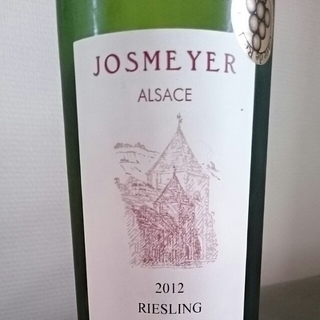 JOSMEYER
ALSACE
2012
RIESLING